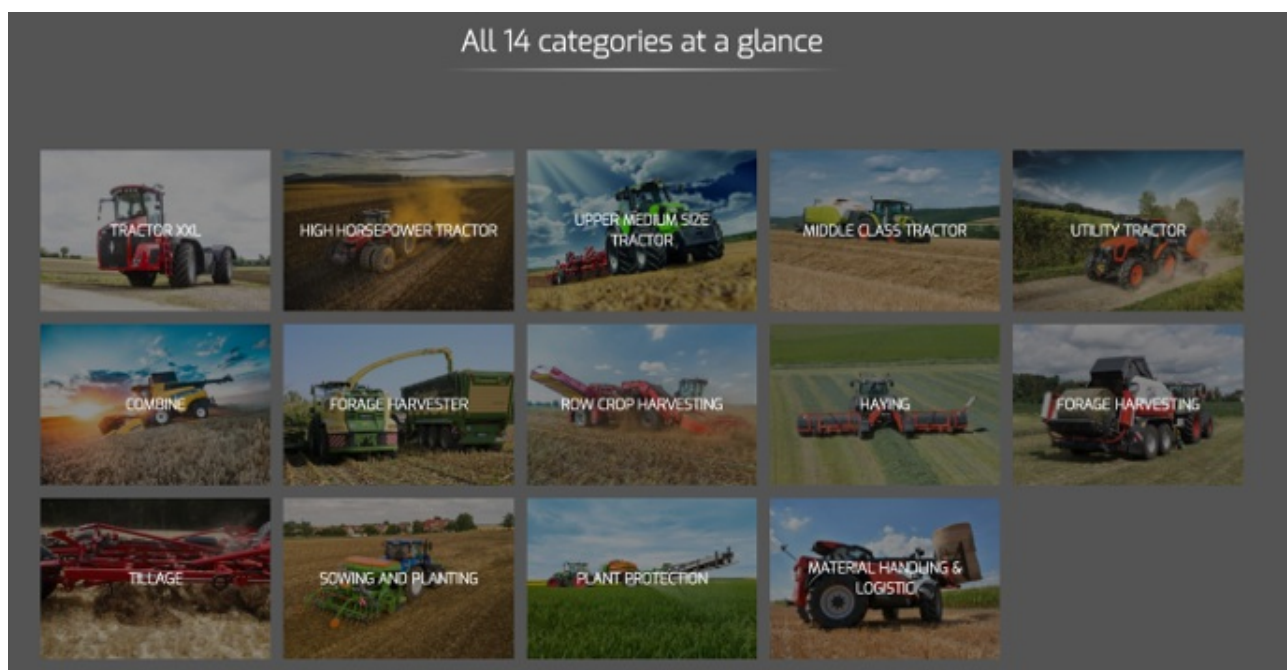 All 14 categories at a glance
TRACTOR XXL
HIGH HORSEPOWER TRACTOR
UPPER MEDIUM SIZE
TRACTOR
MIDDLE CLASS TRACTOR
UTILITY TRACTOR
COMBINE
FORAGE HARVESTER
ROW CROP HARVESTING
HAYING
FORAGE HARVESTING
TILLAGE
SOWING AND PLANTING
PLANT PROTECTION
MATERIAL HANDLING &
LOGISTIC